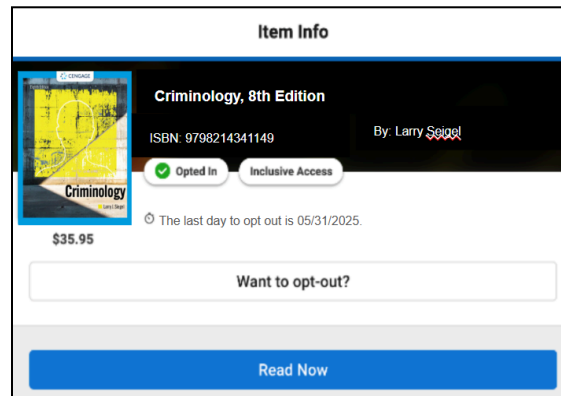 Item Info
CENGAGE
Criminology, 8th Edition
ISBN: 9798214341149
By: Larry Seigel
Opted In
Inclusive Access
Criminology
Larry J. Siegel
The last day to opt out is 05/31/2025.
$35.95
Want to opt-out?
Read Now